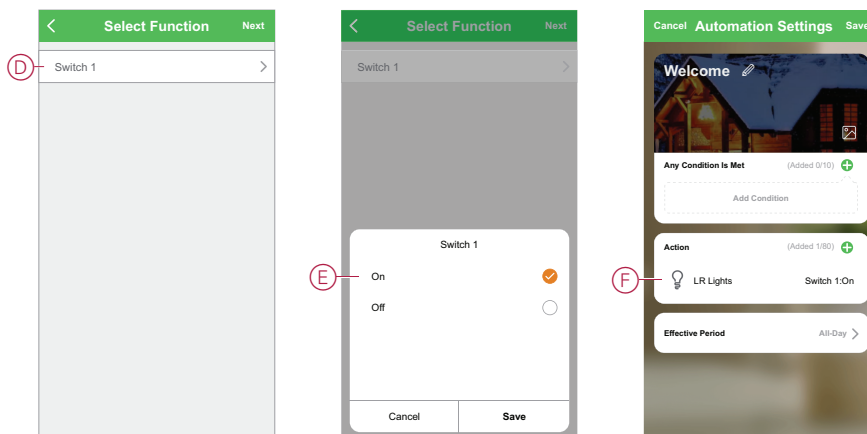 Select Function Next
D
Switch 1
Select Function Next
Switch 1
Switch 1
E
On
Off
Cancel Save
Cancel Automation Settings Save
Welcome
Any Condition Is Met (Added 0/10)
Add Condition
Action (Added 1/80)
F
LR Lights Switch 1:On
Effective Period All-Day